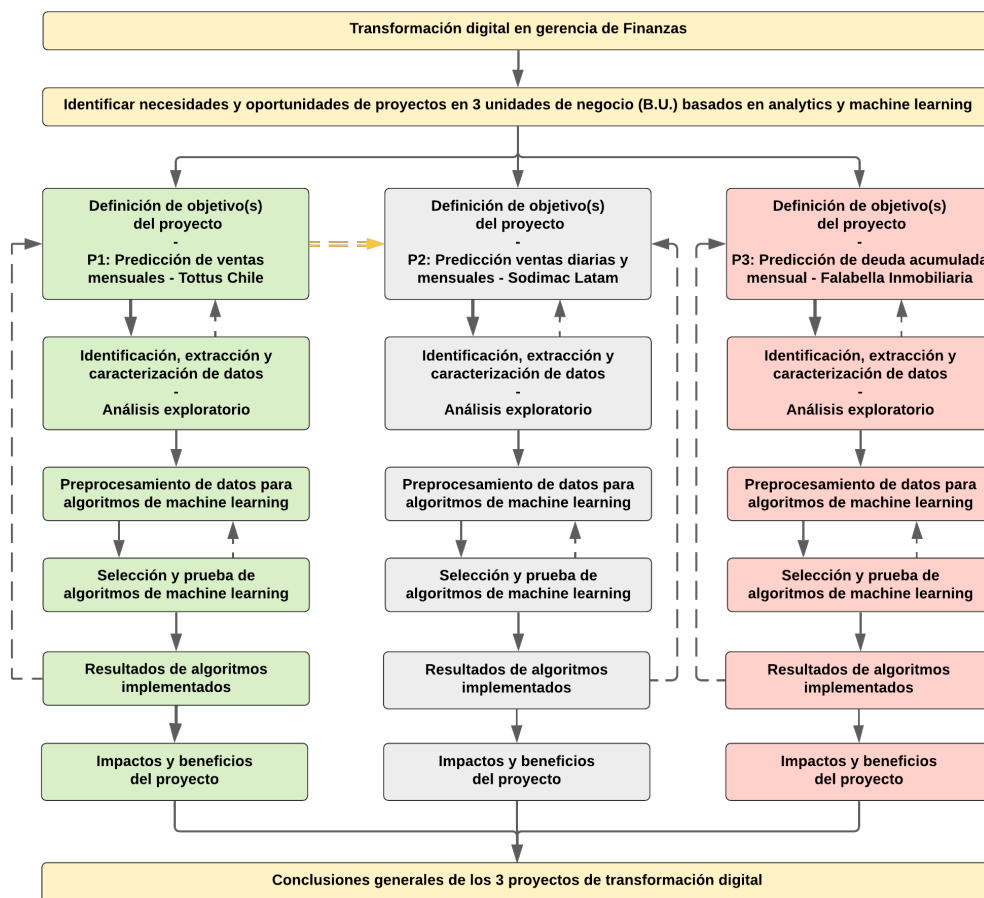 Transformación digital en gerencia de Finanzas
Identificar necesidades y oportunidades de proyectos en 3 unidades de negocio (B.U.) basados en analytics y machine learning
Definición de objetivo(s)
del proyecto
-
P1: Predicción de ventas
mensuales - Tottus Chile
Identificación, extracción y
caracterización de datos
-
Análisis exploratorio
Preprocesamiento de datos para
algoritmos de machine learning
Selección y prueba de
algoritmos de machine learning
Resultados de algoritmos
implementados
Impactos y beneficios
del proyecto
Definición de objetivo(s)
del proyecto
-
P2: Predicción ventas diarias y
mensuales - Sodimac Latam
Identificación, extracción y
caracterización de datos
-
Análisis exploratorio
Preprocesamiento de datos para
algoritmos de machine learning
Selección y prueba de
algoritmos de machine learning
Resultados de algoritmos
implementados
Impactos y beneficios
del proyecto
Definición de objetivo(s)
del proyecto
-
P3: Predicción de deuda acumulada
mensual - Falabella Inmobiliaria
Identificación, extracción y
caracterización de datos
-
Análisis exploratorio
Preprocesamiento de datos para
algoritmos de machine learning
Selección y prueba de
algoritmos de machine learning
Resultados de algoritmos
implementados
Impactos y beneficios
del proyecto
Conclusiones generales de los 3 proyectos de transformación digital